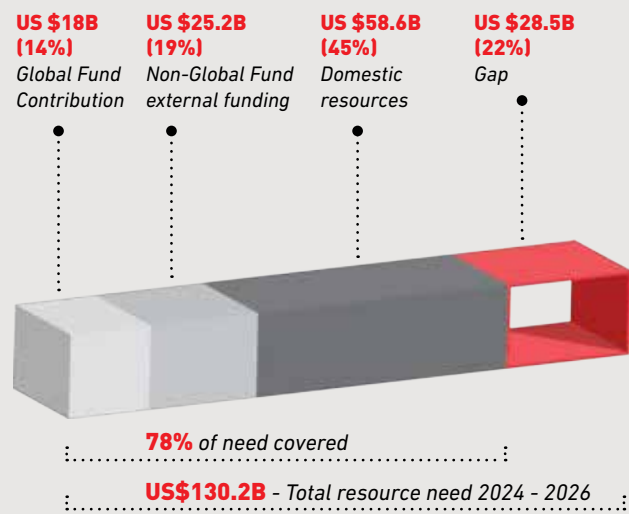 US $18B
(14%)
Global Fund
Contribution
US $25.2B
(19%)
Non-Global Fund
external funding
US $58.6B
(45%)
Domestic
resources
US $28.5B
(22%)
Gap
78% of need covered
US$130.2B - Total resource need 2024 - 2026